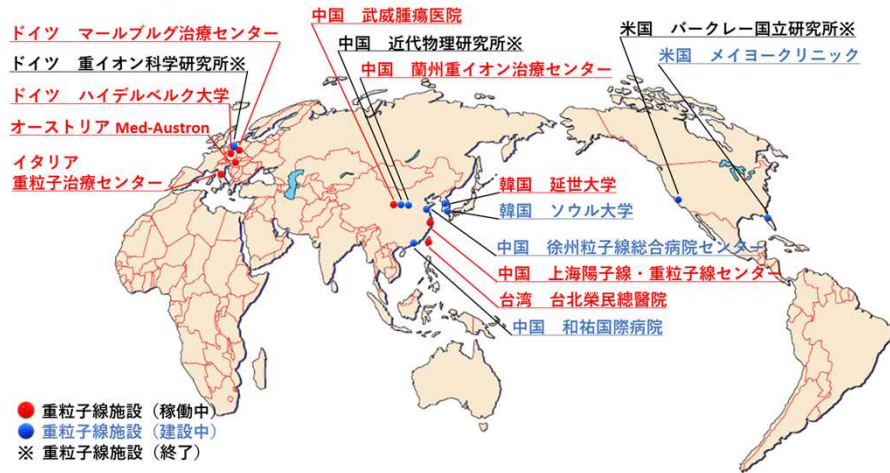 ドイツ　マールブルグ治療センター
ドイツ　重イオン科学研究所※
ドイツ　ハイデルベルク大学
オーストリア Med-Austron
イタリア
重粒子治療センター
中国　武威腫瘍医院
中国　近代物理研究所※
中国　蘭州重イオン治療センター
米国　バークレー国立研究所※
米国　メイヨークリニック
韓国　延世大学
韓国　ソウル大学
中国　徐州粒子線総合病院センター
中国　上海陽子線・重粒子線センター
台湾　台北榮民總醫院
中国　和祐国際病院
重粒子線施設（稼働中）
重粒子線施設（建設中）
※ 重粒子線施設（終了）